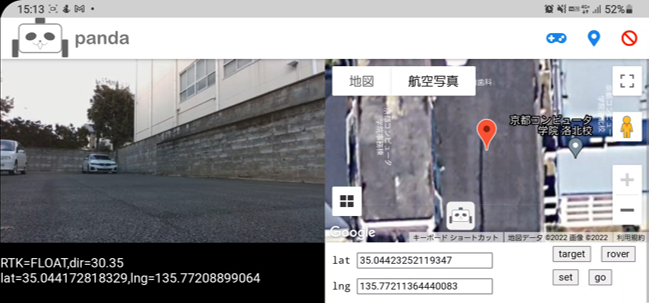 15:13
52%
panda
地図
航空写真
歯科
京都コンピュータ
学院 洛北校
Google
キーボード ショートカット
地図データ ©2022 画像 ©2022
利用規約
RTK=FLOAT,dir=30.35
lat=35.044172818329,lng=135.77208899064
lat
35.04423252119347
target
rover
lng
135.77211364440083
set
go